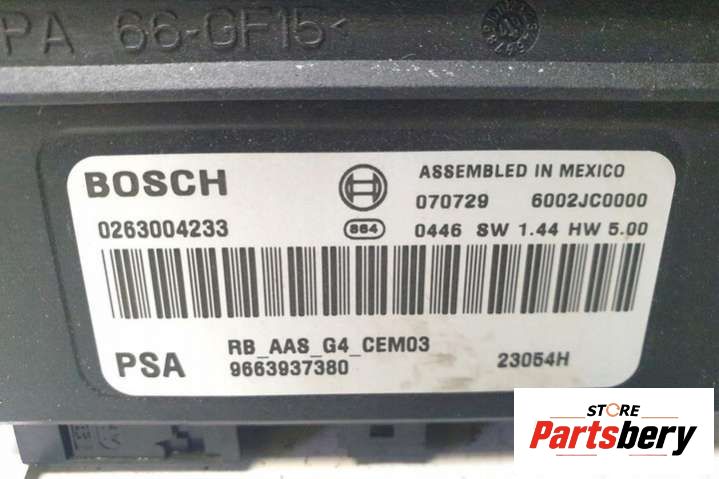 PA 66-GF15<
BOSCH
ASSEMBLED IN MEXICO
070729 6002JC0000
0263004233
864 0446 SW 1.44 HW 5.00
PSA
RB_AAS_G4_CEM03
9663937380
23054H
STORE
Partsbery